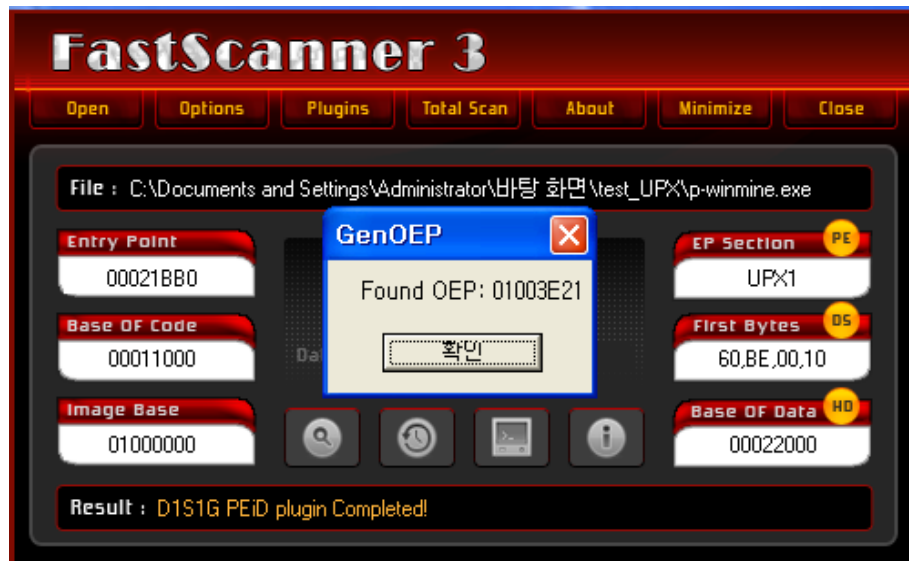 FastScanner 3
Open Options Plugins Total Scan About Minimize Close
File : C:\Documents and Settings\Administrator\바탕 화면\test_UPX\p-winmine.exe
Entry Point
00021BB0
Base OF Code
00011000
Image Base
01000000
GenOEP
Found OEP: 01003E21
확인
EP Section PE
UPX1
First Bytes DS
60,BE,00,10
Base OF Data HD
00022000
Result : D1S1G PEiD plugin Completed!